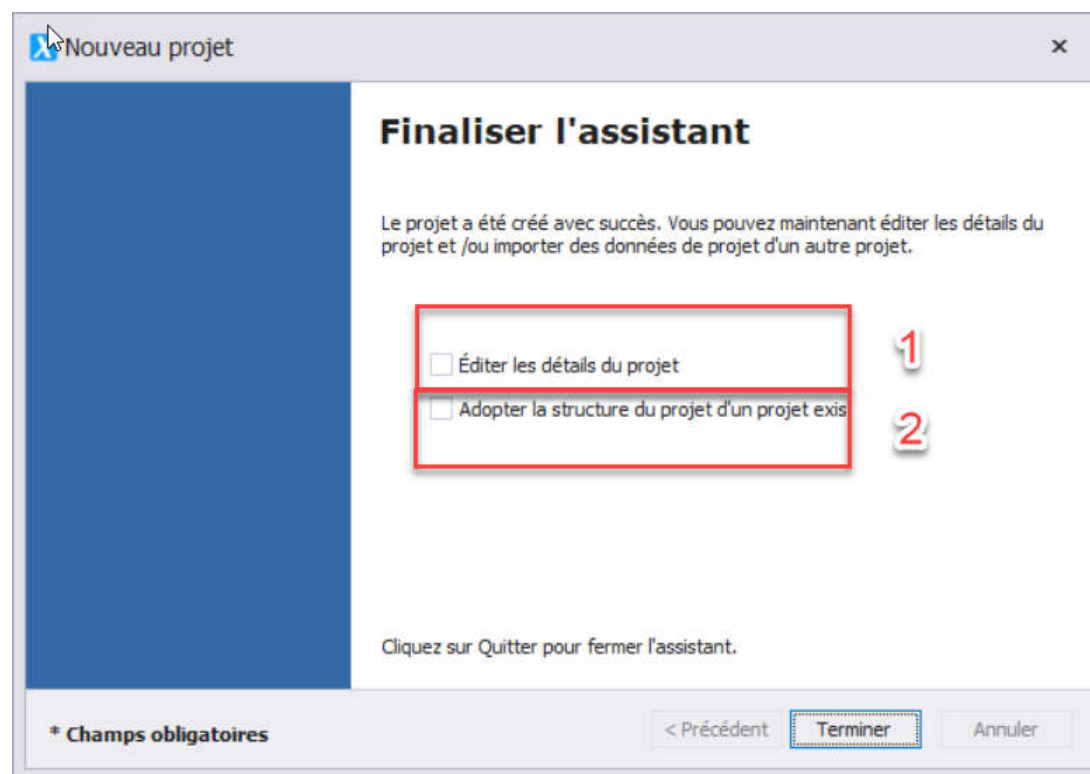 Nouveau projet
Finaliser l'assistant
Le projet a été créé avec succès. Vous pouvez maintenant éditer les détails du
projet et /ou importer des données de projet d'un autre projet.
Éditer les détails du projet
1
Adopter la structure du projet d'un projet exis
2
Cliquez sur Quitter pour fermer l'assistant.
* Champs obligatoires
< Précédent Terminer Annuler